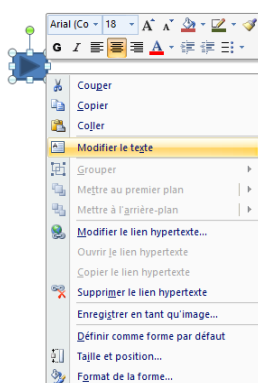 Arial (Co 18 A A
G I A
Couper
Copier
Coller
Modifier le texte
Grouper
Mettre au premier plan
Mettre à l'arrière-plan
Modifier le lien hypertexte...
Ouvrir le lien hypertexte
Copier le lien hypertexte
Supprimer le lien hypertexte
Enregistrer en tant qu'image...
Définir comme forme par défaut
Taille et position...
Format de la forme...